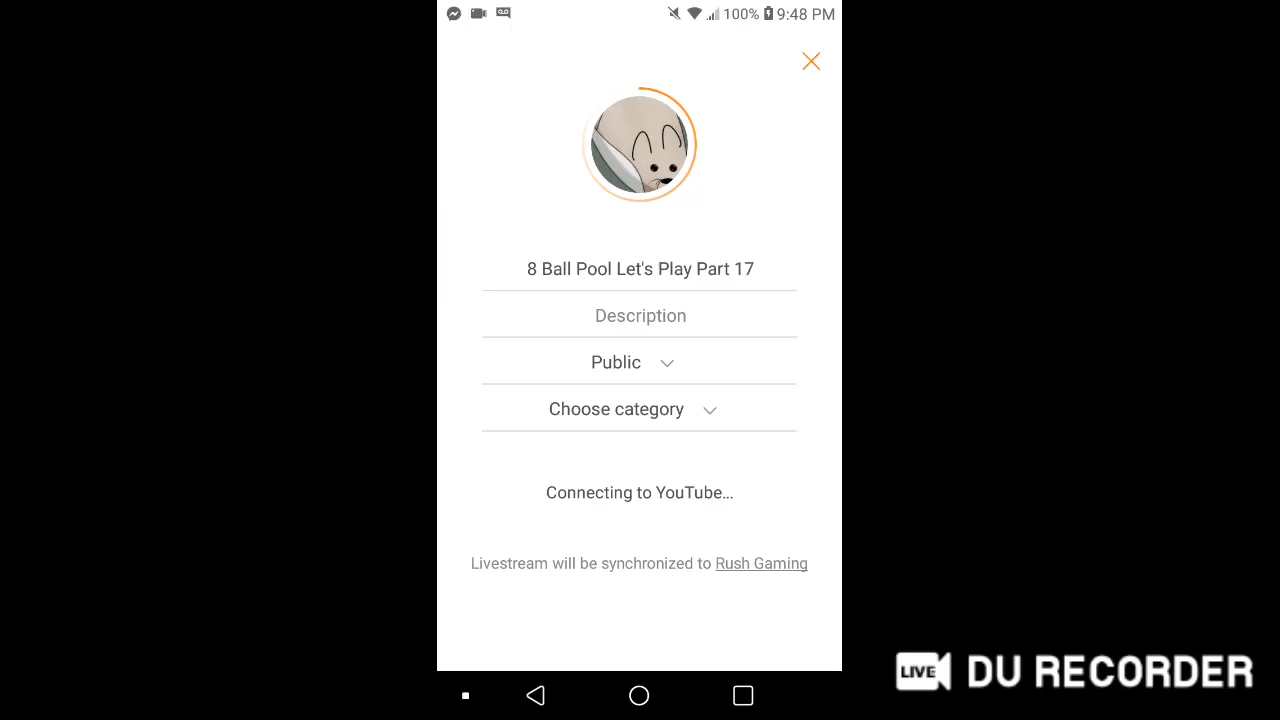 100% 9:48 PM
8 Ball Pool Let's Play Part 17
Description
Public
Choose category
Connecting to YouTube...
Livestream will be synchronized to Rush Gaming
LIVE DU RECORDER